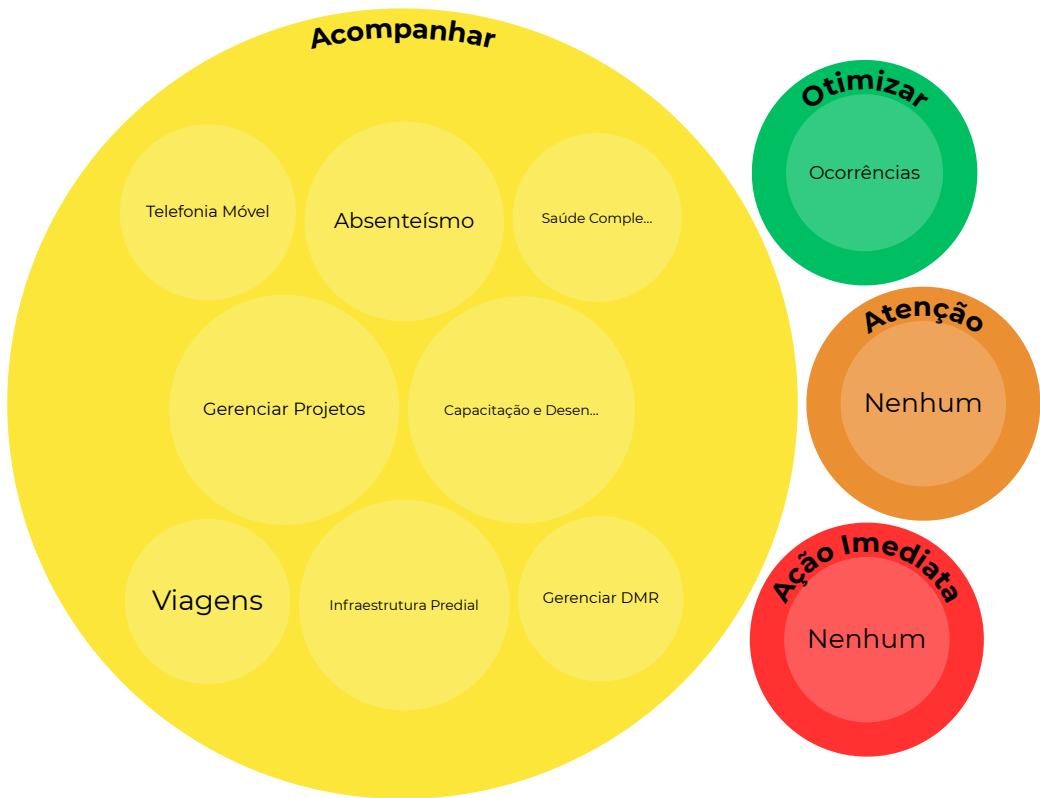 Acompanhar
Telefonia Móvel
Absenteísmo
Saúde Comple...
Gerenciar Projetos
Capacitação e Desen...
Viagens
Infraestrutura Predial
Gerenciar DMR
Otimizar
Ocorrências
Atenção
Nenhum
Ação Imediata
Nenhum